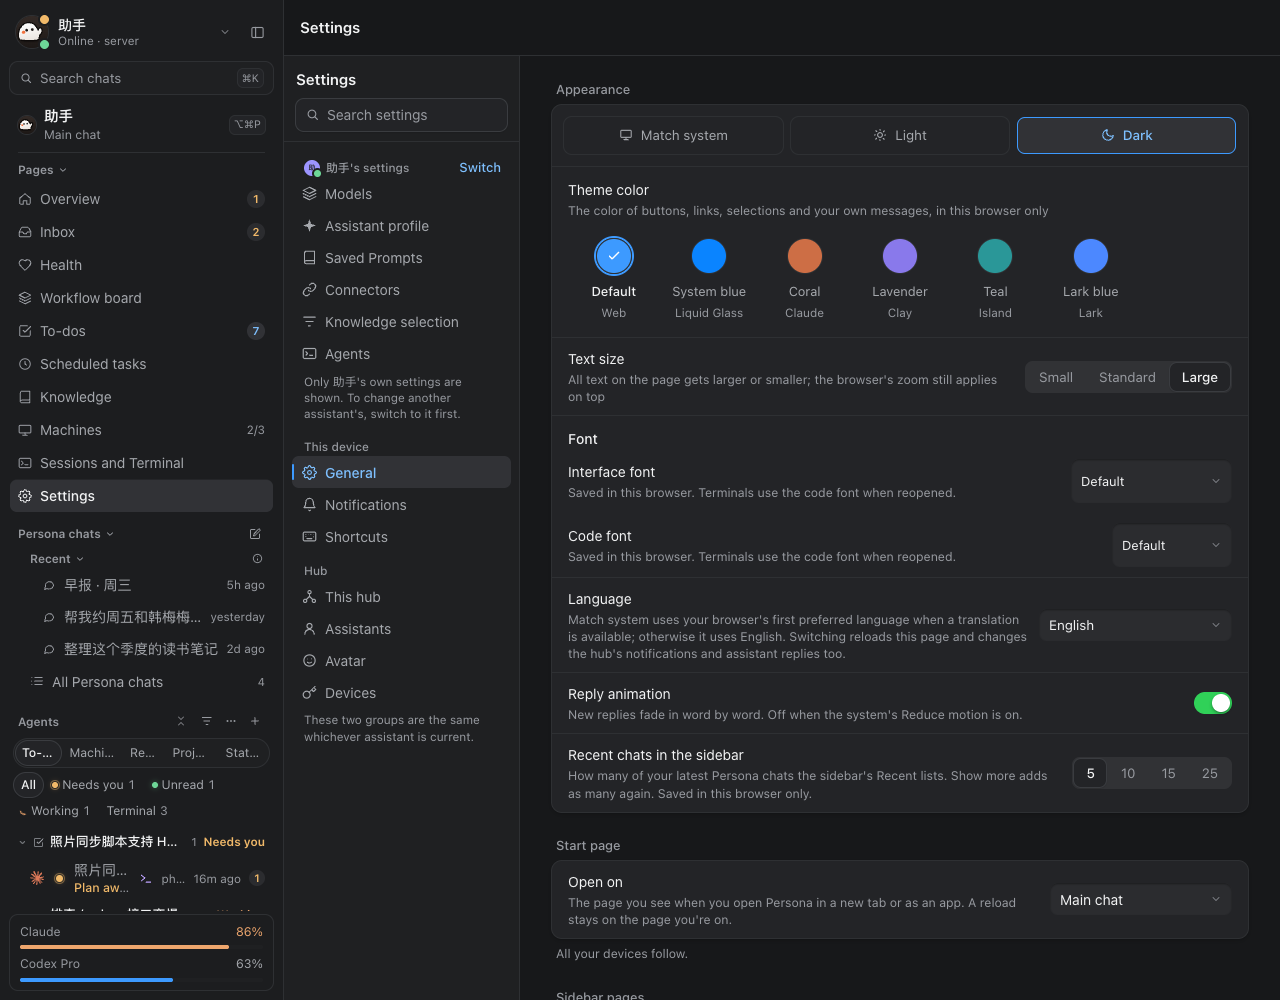 助手
Online · server
Search chats
⌘K
助手
Main chat
⌥⌘P
Pages
Overview
1
Inbox
2
Health
Workflow board
To-dos
7
Scheduled tasks
Knowledge
Machines
2/3
Sessions and Terminal
Settings
Persona chats
Recent
早报 · 周三
5h ago
帮我约周五和韩梅梅...
yesterday
整理这个季度的读书笔记
2d ago
All Persona chats
4
Agents
To-...
Machi...
Re...
Proj...
Stat...
All
Needs you 1
Unread 1
Working 1
Terminal 3
照片同步脚本支持 H...
1 Needs you
照片同...
ph...
16m ago
1
Plan aw...
Claude
86%
Codex Pro
63%
Settings
Settings
Search settings
助手's settings
Switch
Models
Assistant profile
Saved Prompts
Connectors
Knowledge selection
Agents
Only 助手's own settings are
shown. To change another
assistant's, switch to it first.
This device
General
Notifications
Shortcuts
Hub
This hub
Assistants
Avatar
Devices
These two groups are the same
whichever assistant is current.
Appearance
Match system
Light
Dark
Theme color
The color of buttons, links, selections and your own messages, in this browser only
Default
System blue
Coral
Lavender
Teal
Lark blue
Web
Liquid Glass
Claude
Clay
Island
Lark
Text size
All text on the page gets larger or smaller; the browser's zoom still applies
on top
Small
Standard
Large
Font
Interface font
Saved in this browser. Terminals use the code font when reopened.
Default
Code font
Saved in this browser. Terminals use the code font when reopened.
Default
Language
Match system uses your browser's first preferred language when a translation
is available; otherwise it uses English. Switching reloads this page and changes
the hub's notifications and assistant replies too.
English
Reply animation
New replies fade in word by word. Off when the system's Reduce motion is on.
Recent chats in the sidebar
How many of your latest Persona chats the sidebar's Recent lists. Show more adds
as many again. Saved in this browser only.
5
10
15
25
Start page
Open on
The page you see when you open Persona in a new tab or as an app. A reload
stays on the page you're on.
Main chat
All your devices follow.
Sidebar pages